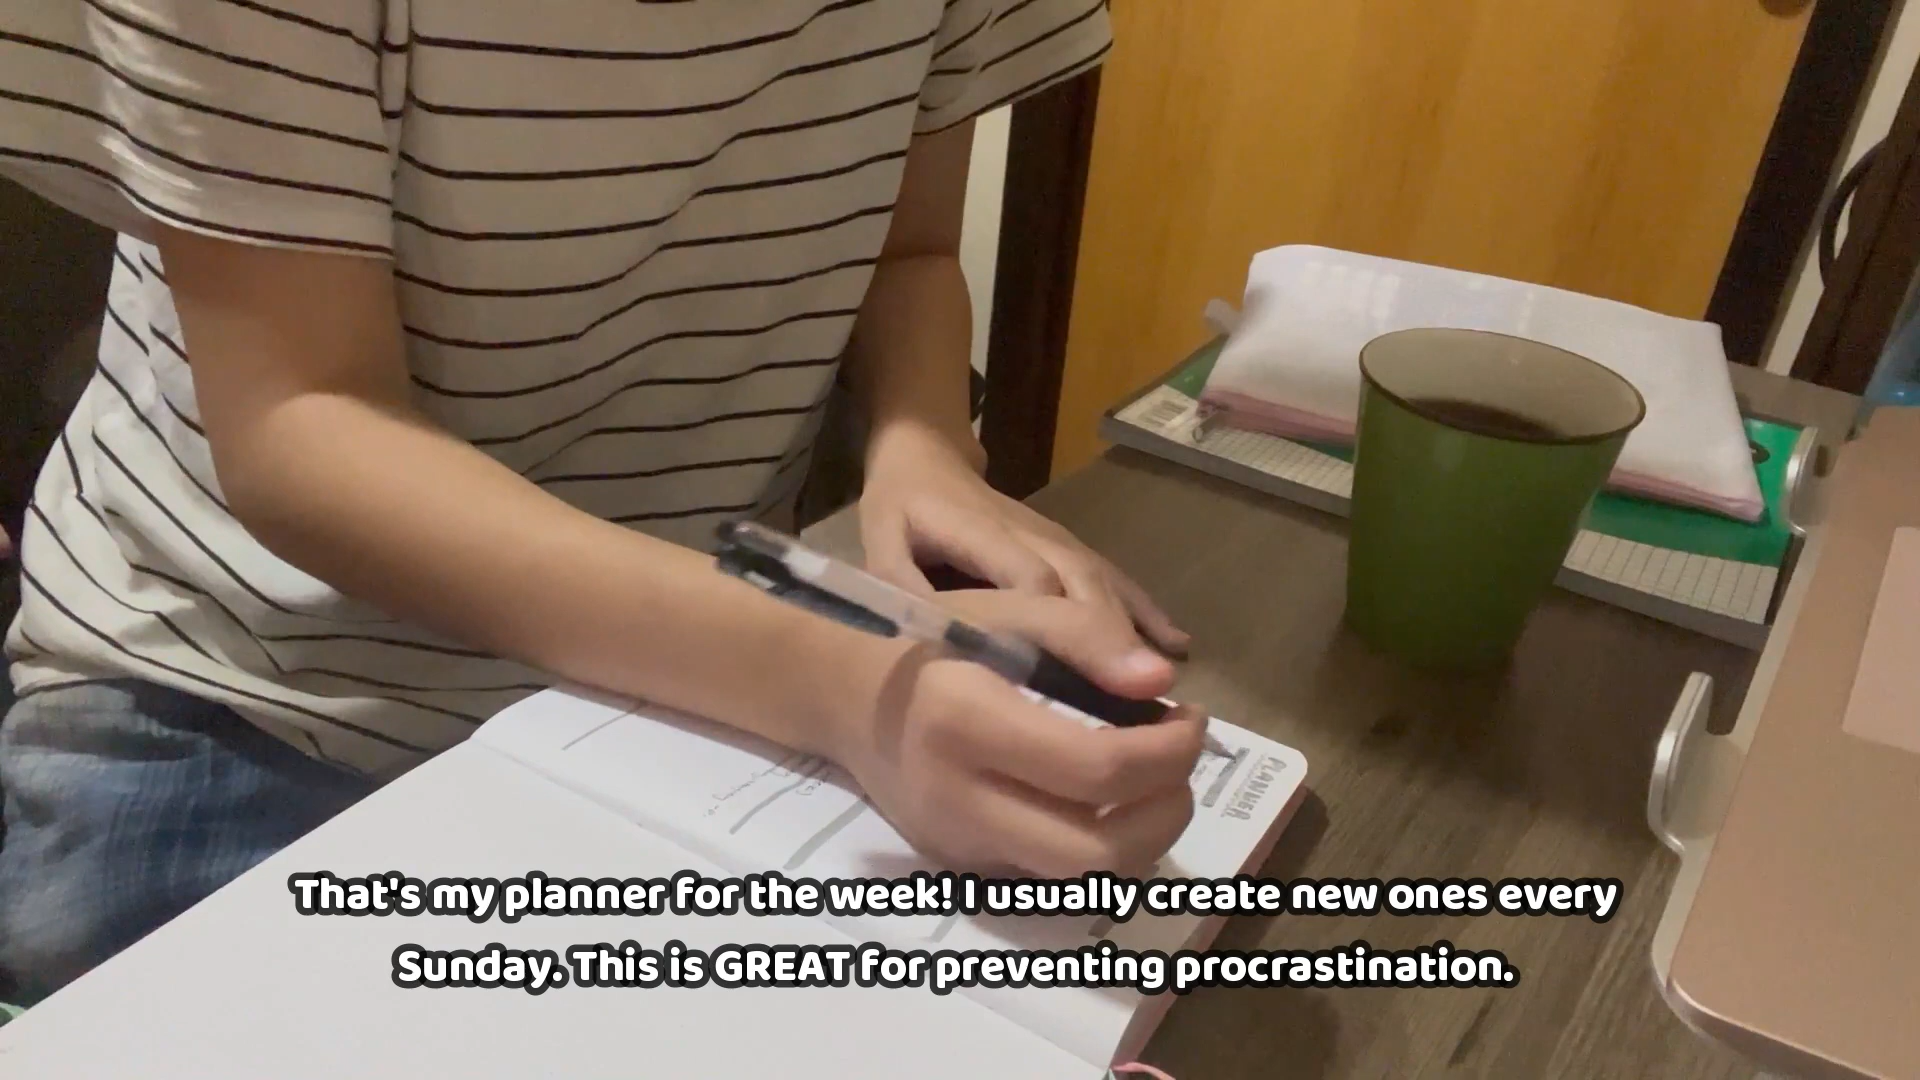 PLANNER
That's my planner for the week! I usually create new ones every
Sunday. This is GREAT for preventing procrastination.